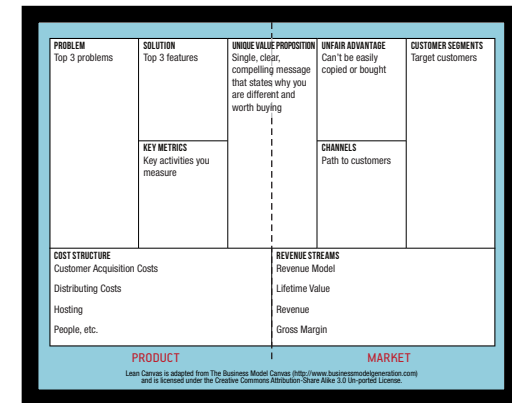 PROBLEM
Top 3 problems
SOLUTION
Top 3 features
KEY METRICS
Key activities you
measure
UNIQUE VALUE PROPOSITION
Single, clear,
compelling message
that states why you
are different and
worth buying
UNFAIR ADVANTAGE
Can't be easily
copied or bought
CHANNELS
Path to customers
CUSTOMER SEGMENTS
Target customers
COST STRUCTURE
Customer Acquisition Costs
Distributing Costs
Hosting
People, etc.
REVENUE STREAMS
Revenue Model
Lifetime Value
Revenue
Gross Margin
PRODUCT
MARKET
Lean Canvas is adapted from The Business Model Canvas (http://www.businessmodelgeneration.com)
and is licensed under the Creative Commons Attribution-Share Alike 3.0 Un-ported License.